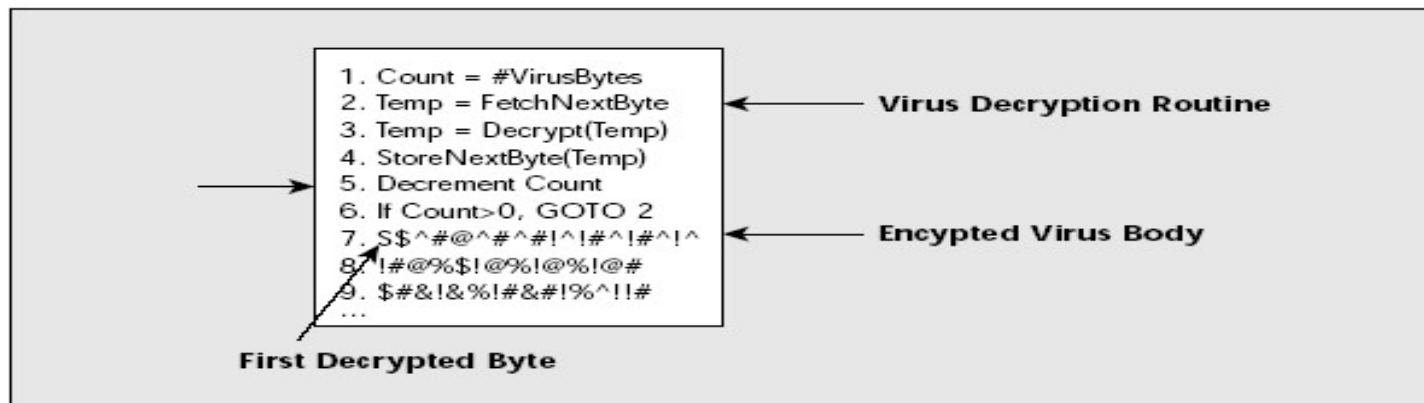 1. Count = #VirusBytes
2. Temp = FetchNextByte
3. Temp = Decrypt(Temp)
4. StoreNextByte(Temp)
5. Decrement Count
6. If Count>0, GOTO 2
7. S$^#@^#^#!^!#^!#^!^
8. !#@%$!@%!@%!@#
9. $#&!&%!#&#!%^!!#
...
Virus Decryption Routine
Encypted Virus Body
First Decrypted Byte